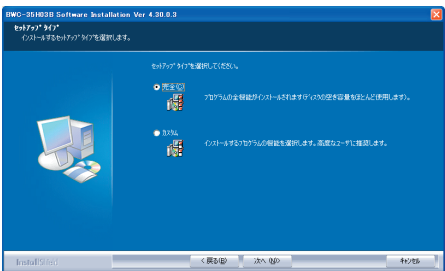 BWC-35H03B Software Installation Ver 4.30.0.3
ｾｯﾄｱｯﾌﾟ ﾀｲﾌﾟ
インストールするｾｯﾄｱｯﾌﾟ ﾀｲﾌﾟを選択します。
ｾｯﾄｱｯﾌﾟ ﾀｲﾌﾟを選択してください。
完全(C)
プログラムの全機能がインストールされます(ディスクの空き容量をほとんど使用します)。
ｶｽﾀﾑ
インストールするプログラムの機能を選択します。高度なユーザに推奨します。
InstallShield
< 戻る(B)
次へ (N)>
ｷｬﾝｾﾙ